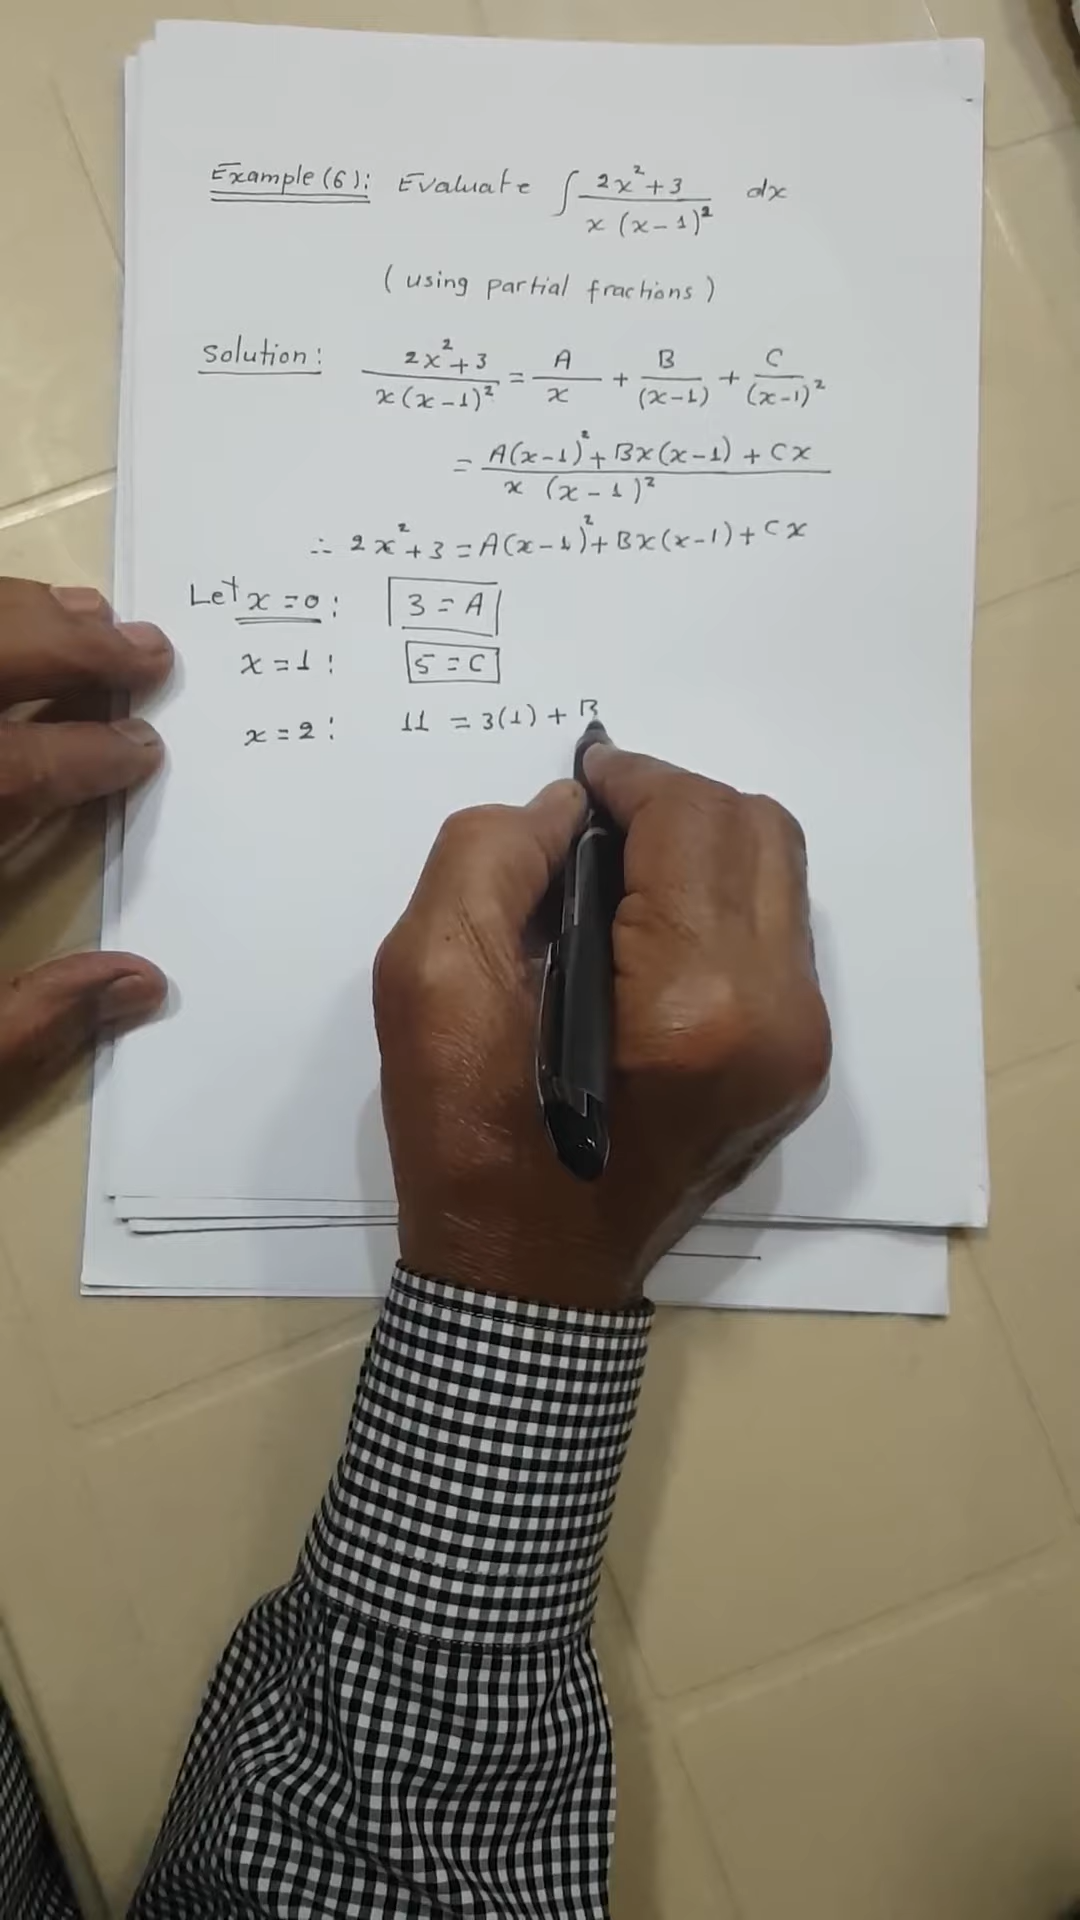 Example (6): Evaluate ∫ (2x² + 3) / (x (x - 1)²) dx
(using partial fractions)
Solution: (2x² + 3) / (x(x - 1)²) = A/x + B/(x-1) + C/(x-1)²
= (A(x-1)² + Bx(x-1) + Cx) / (x (x - 1)²)
∴ 2x² + 3 = A(x-1)² + Bx(x-1) + Cx
Let x = 0: 3 = A
x = 1: 5 = C
x = 2: 11 = 3(1) + B